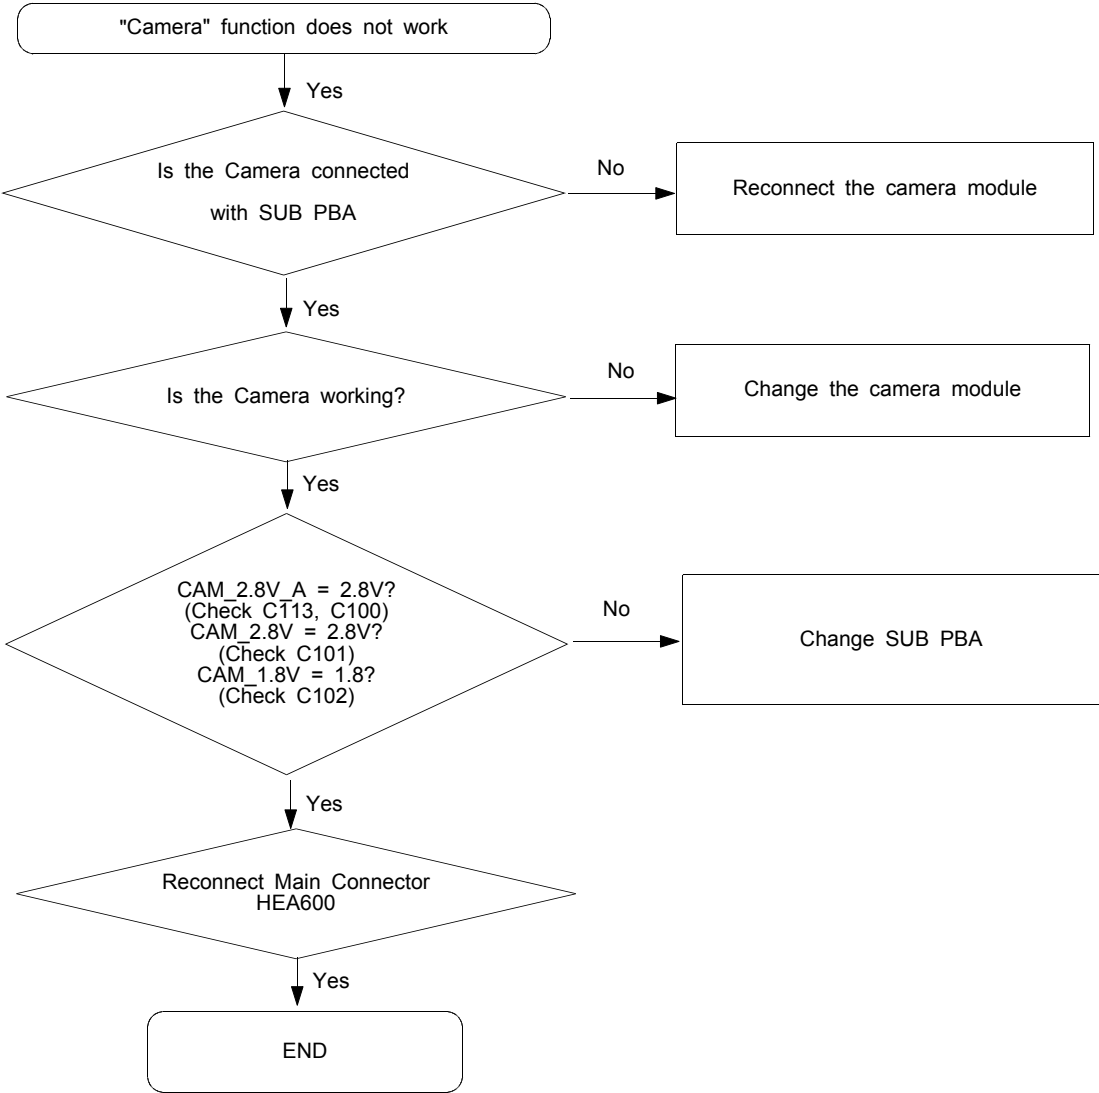 "Camera" function does not work
Yes
Is the Camera connected
with SUB PBA
No
Reconnect the camera module
Yes
Is the Camera working?
No
Change the camera module
Yes
CAM_2.8V_A = 2.8V?
(Check C113, C100)
CAM_2.8V = 2.8V?
(Check C101)
CAM_1.8V = 1.8?
(Check C102)
No
Change SUB PBA
Yes
Reconnect Main Connector
HEA600
Yes
END